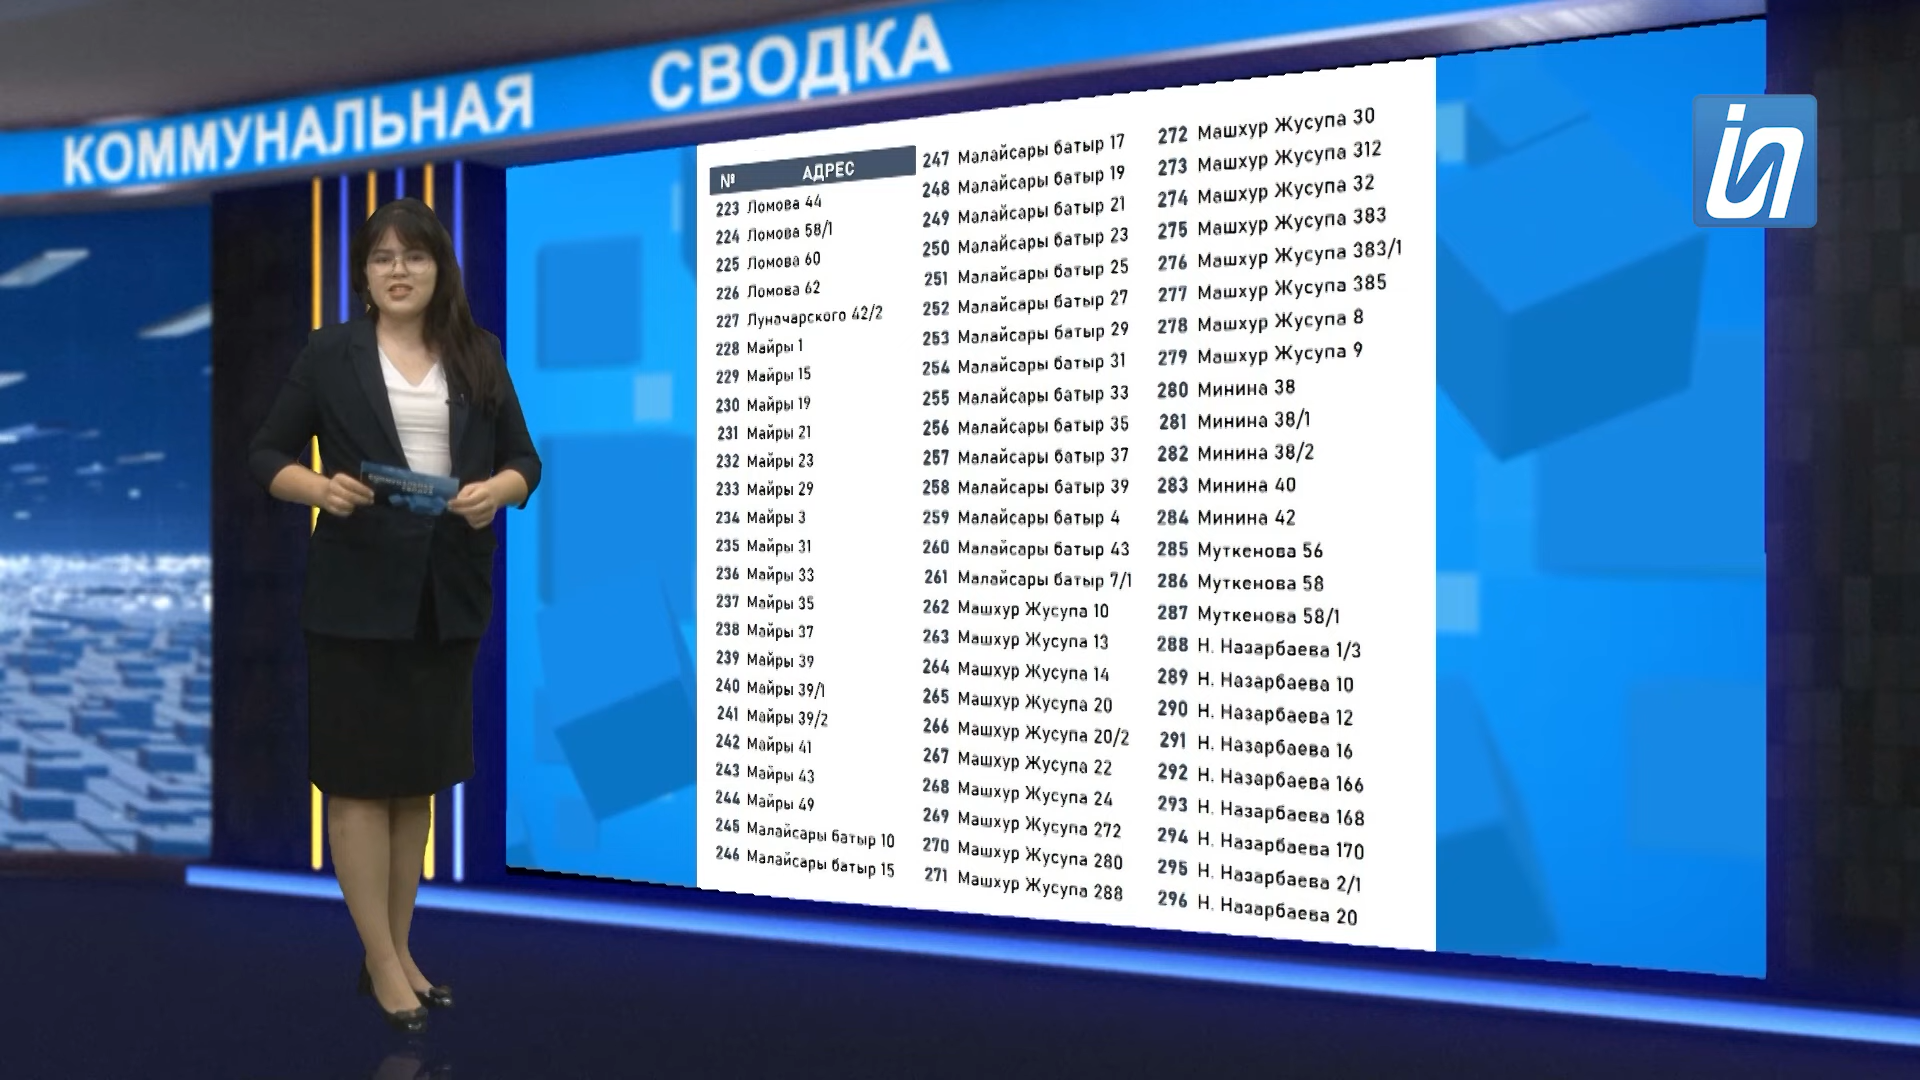 КОММУНАЛЬНАЯ СВОДКА
№ АДРЕС
223 Ломова 44
224 Ломова 58/1
225 Ломова 60
226 Ломова 62
227 Луначарского 42/2
228 Майры 1
229 Майры 15
230 Майры 19
231 Майры 21
232 Майры 23
233 Майры 29
234 Майры 3
235 Майры 31
236 Майры 33
237 Майры 35
238 Майры 37
239 Майры 39
240 Майры 39/1
241 Майры 39/2
242 Майры 41
243 Майры 43
244 Майры 49
245 Малайсары батыр 10
246 Малайсары батыр 15
247 Малайсары батыр 17
248 Малайсары батыр 19
249 Малайсары батыр 21
250 Малайсары батыр 23
251 Малайсары батыр 25
252 Малайсары батыр 27
253 Малайсары батыр 29
254 Малайсары батыр 31
255 Малайсары батыр 33
256 Малайсары батыр 35
257 Малайсары батыр 37
258 Малайсары батыр 39
259 Малайсары батыр 4
260 Малайсары батыр 43
261 Малайсары батыр 7/1
262 Машхур Жусупа 10
263 Машхур Жусупа 13
264 Машхур Жусупа 14
265 Машхур Жусупа 20
266 Машхур Жусупа 20/2
267 Машхур Жусупа 22
268 Машхур Жусупа 24
269 Машхур Жусупа 272
270 Машхур Жусупа 280
271 Машхур Жусупа 288
272 Машхур Жусупа 30
273 Машхур Жусупа 312
274 Машхур Жусупа 32
275 Машхур Жусупа 383
276 Машхур Жусупа 383/1
277 Машхур Жусупа 385
278 Машхур Жусупа 8
279 Машхур Жусупа 9
280 Минина 38
281 Минина 38/1
282 Минина 38/2
283 Минина 40
284 Минина 42
285 Муткенова 56
286 Муткенова 58
287 Муткенова 58/1
288 Н. Назарбаева 1/3
289 Н. Назарбаева 10
290 Н. Назарбаева 12
291 Н. Назарбаева 16
292 Н. Назарбаева 166
293 Н. Назарбаева 168
294 Н. Назарбаева 170
295 Н. Назарбаева 2/1
296 Н. Назарбаева 20
КОММУНАЛЬНАЯ
СВОДКА